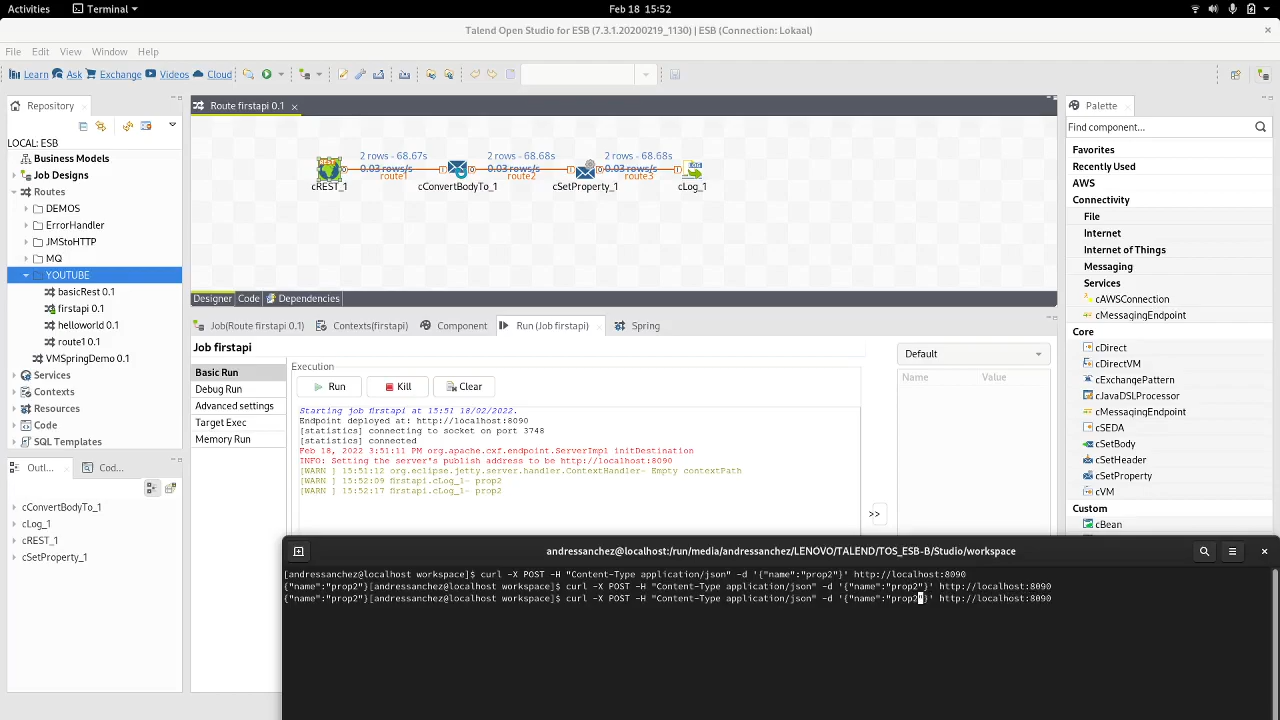 Activities
Terminal
Feb 18 15:52
Talend Open Studio for ESB (7.3.1.20200219_1130) | ESB (Connection: Lokaal)
File Edit View Window Help
Learn Ask Exchange Videos Cloud
Repository
LOCAL: ESB
Business Models
Job Designs
Routes
DEMOS
ErrorHandler
JMStoHTTP
MQ
YOUTUBE
basicRest 0.1
firstapi 0.1
helloworld 0.1
route1 0.1
VMSpringDemo 0.1
Services
Contexts
Resources
Code
SQL Templates
Outl...
Cod...
cConvertBodyTo_1
cLog_1
cREST_1
cSetProperty_1
Route firstapi 0.1
2 rows - 68.67s
0.03 rows/s
route1
2 rows - 68.68s
0.03 rows/s
route2
2 rows - 68.68s
0.03 rows/s
route3
cREST_1
cConvertBodyTo_1
cSetProperty_1
cLog_1
Designer Code Dependencies
Job(Route firstapi 0.1)
Contexts(firstapi)
Component
Run (Job firstapi)
Spring
Job firstapi
Basic Run
Debug Run
Advanced settings
Target Exec
Memory Run
Execution
Run
Kill
Clear
Starting job firstapi at 15:51 18/02/2022.
Endpoint deployed at: http://localhost:8090
[statistics] connecting to socket on port 3748
[statistics] connected
Feb 18, 2022 3:51:11 PM org.apache.cxf.endpoint.ServerImpl initDestination
INFO: Setting the server's publish address to be http://localhost:8090
[WARN ] 15:51:12 org.eclipse.jetty.server.handler.ContextHandler- Empty contextPath
[WARN ] 15:52:09 firstapi.cLog_1- prop2
[WARN ] 15:52:17 firstapi.cLog_1- prop2
>>
Default
Name Value
Palette
Find component...
Favorites
Recently Used
AWS
Connectivity
File
Internet
Internet of Things
Messaging
Services
cAWSConnection
cMessagingEndpoint
Core
cDirect
cDirectVM
cExchangePattern
cJavaDSLProcessor
cMessagingEndpoint
cSEDA
cSetBody
cSetHeader
cSetProperty
cVM
Custom
cBean
andressanchez@localhost:/run/media/andressanchez/LENOVO/TALEND/TOS_ESB-B/Studio/workspace
[andressanchez@localhost workspace]$ curl -X POST -H "Content-Type application/json" -d '{"name":"prop2"}' http://localhost:8090
{"name":"prop2"}[andressanchez@localhost workspace]$ curl -X POST -H "Content-Type application/json" -d '{"name":"prop2"}' http://localhost:8090
{"name":"prop2"}[andressanchez@localhost workspace]$ curl -X POST -H "Content-Type application/json" -d '{"name":"prop2"}' http://localhost:8090